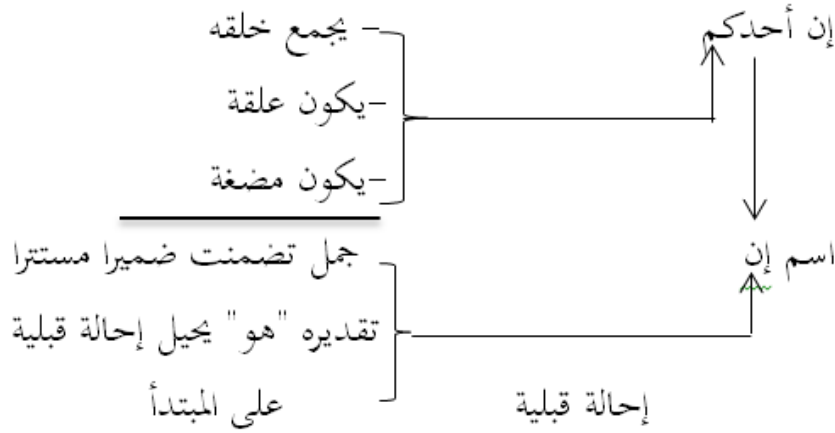 إن أحدكم
– يجمع خلقه
–يكون علقة
–يكون مضغة
اسم إن
جمل تضمنت ضميرا مستترا
تقديره "هو" يحيل إحالة قبلية
على المبتدأ
إحالة قبلية